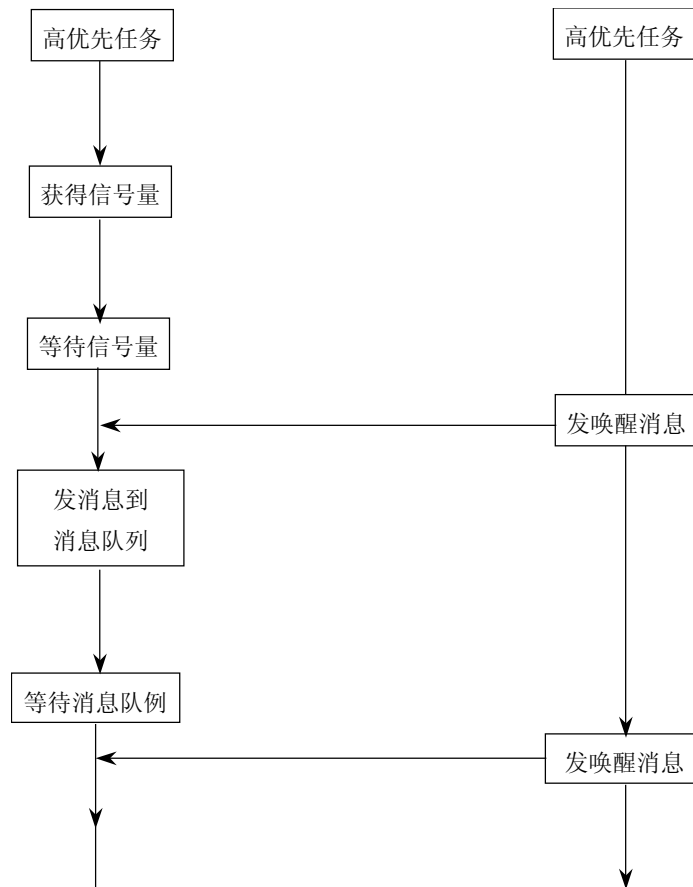 高优先任务
高优先任务
获得信号量
等待信号量
发唤醒消息
发消息到
消息队列
等待消息队例
发唤醒消息